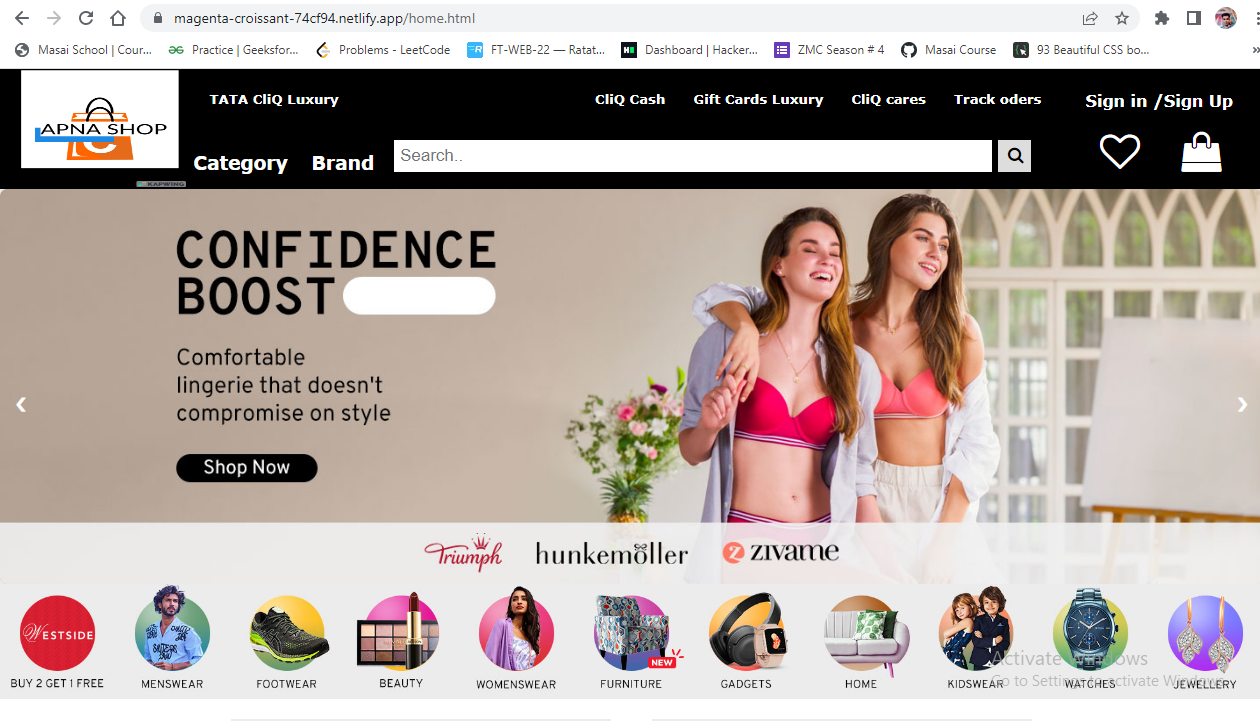 magenta-croissant-74cf94.netlify.app/home.html
Masai School | Cour... Practice | Geeksfor... Problems - LeetCode FT-WEB-22 — Ratat... Dashboard | Hacker... ZMC Season # 4 Masai Course 93 Beautiful CSS bo...
TATA CliQ Luxury CliQ Cash Gift Cards Luxury CliQ cares Track oders Sign in /Sign Up
APNA SHOP
Category Brand Search..
KAPWING
CONFIDENCE
BOOST
Comfortable
lingerie that doesn't
compromise on style
Shop Now
Triumph hunkemöller zivame
WESTSIDE
NEW
BUY 2 GET 1 FREE MENSWEAR FOOTWEAR BEAUTY WOMENSWEAR FURNITURE GADGETS HOME KIDSWEAR WATCHES JEWELLERY
Activate Windows
Go to Settings to activate Windows.